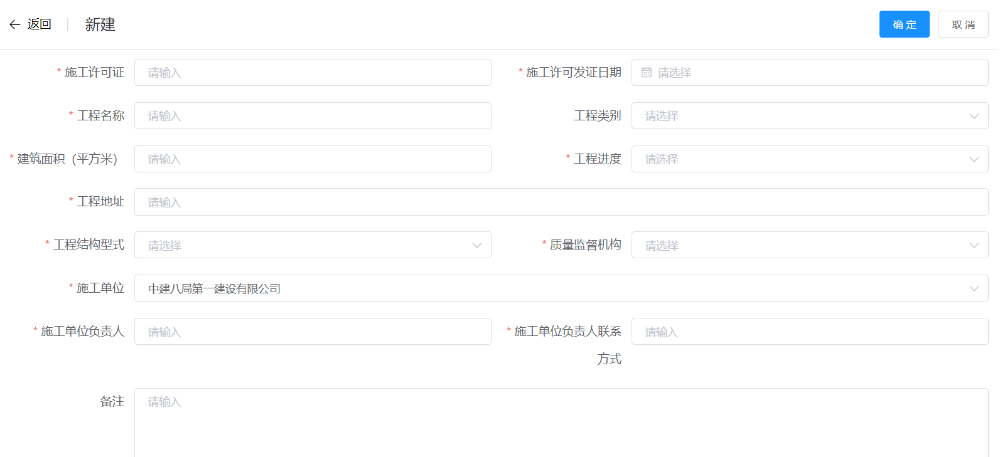 返回
新建
确 定
取 消
* 施工许可证
请输入
* 施工许可发证日期
请选择
* 工程名称
请输入
工程类别
请选择
* 建筑面积（平方米）
请输入
* 工程进度
请选择
* 工程地址
请输入
* 工程结构型式
请选择
* 质量监督机构
请选择
* 施工单位
中建八局第一建设有限公司
* 施工单位负责人
请输入
* 施工单位负责人联系
方式
请输入
备注
请输入